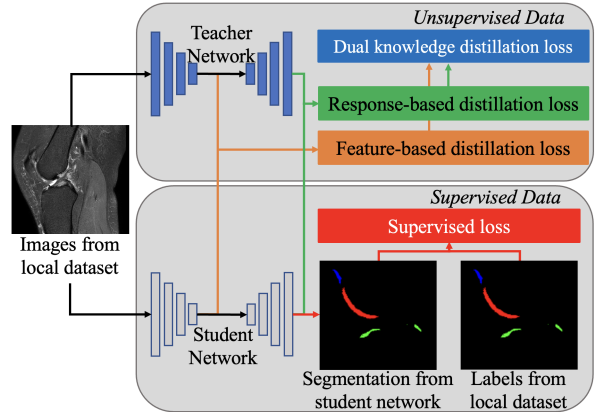 Unsupervised Data
Teacher
Network
Dual knowledge distillation loss
Response-based distillation loss
Feature-based distillation loss
Images from
local dataset
Supervised Data
Supervised loss
Student
Network
Segmentation from
student network
Labels from
local dataset